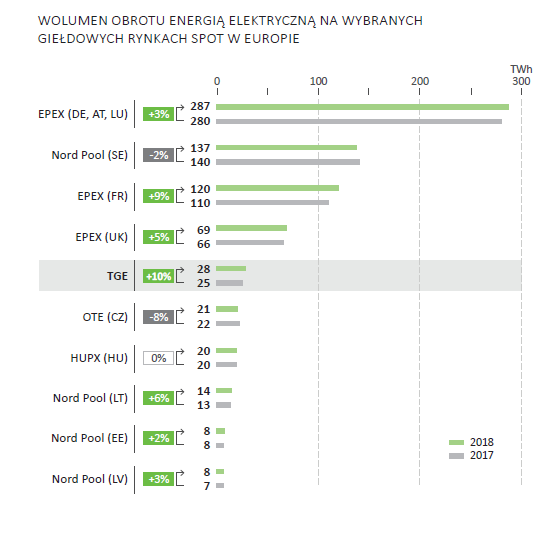 WOLUMEN OBROTU ENERGIĄ ELEKTRYCZNĄ NA WYBRANYCH
GIEŁDOWYCH RYNKACH SPOT W EUROPIE
TWh
0 100 200 300
EPEX (DE, AT, LU) +3% 287
280
Nord Pool (SE) -2% 137
140
EPEX (FR) +9% 120
110
EPEX (UK) +5% 69
66
TGE +10% 28
25
OTE (CZ) -8% 21
22
HUPX (HU) 0% 20
20
Nord Pool (LT) +6% 14
13
Nord Pool (EE) +2% 8
8
Nord Pool (LV) +3% 8
7
2018
2017